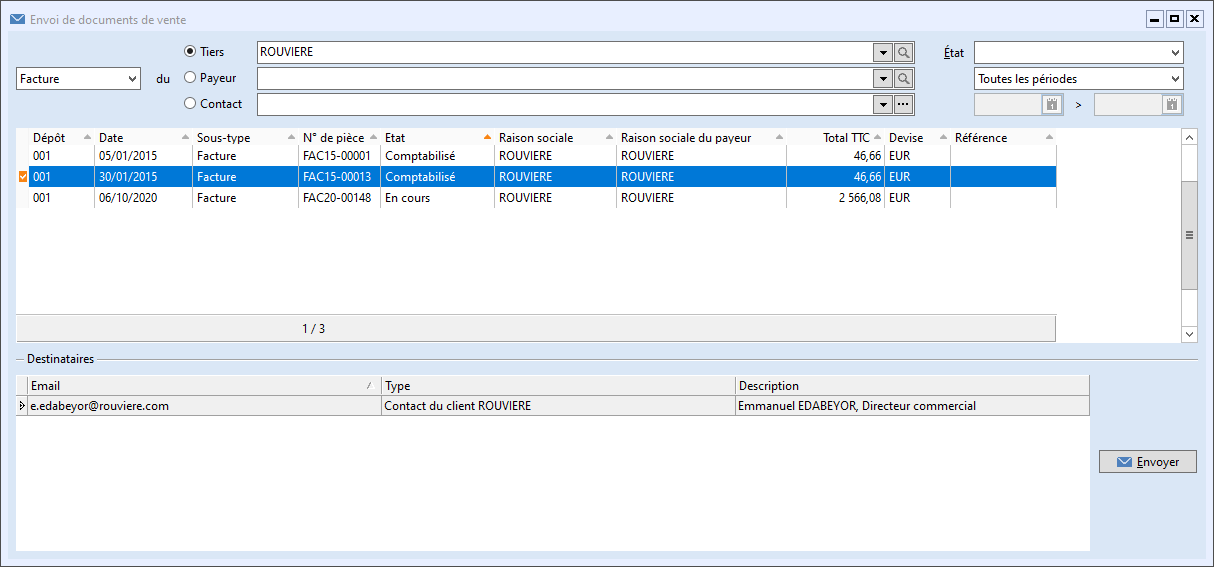 Envoi de documents de vente
Facture du Tiers ROUVIERE État
Payeur Toutes les périodes
Contact ... >
Dépôt Date Sous-type N° de pièce Etat Raison sociale Raison sociale du payeur Total TTC Devise Référence
001 05/01/2015 Facture FAC15-00001 Comptabilisé ROUVIERE ROUVIERE 46,66 EUR
001 30/01/2015 Facture FAC15-00013 Comptabilisé ROUVIERE ROUVIERE 46,66 EUR
001 06/10/2020 Facture FAC20-00148 En cours ROUVIERE ROUVIERE 2 566,08 EUR
1 / 3
Destinataires
Email Type Description
e.edabeyor@rouviere.com Contact du client ROUVIERE Emmanuel EDABEYOR, Directeur commercial
Envoyer